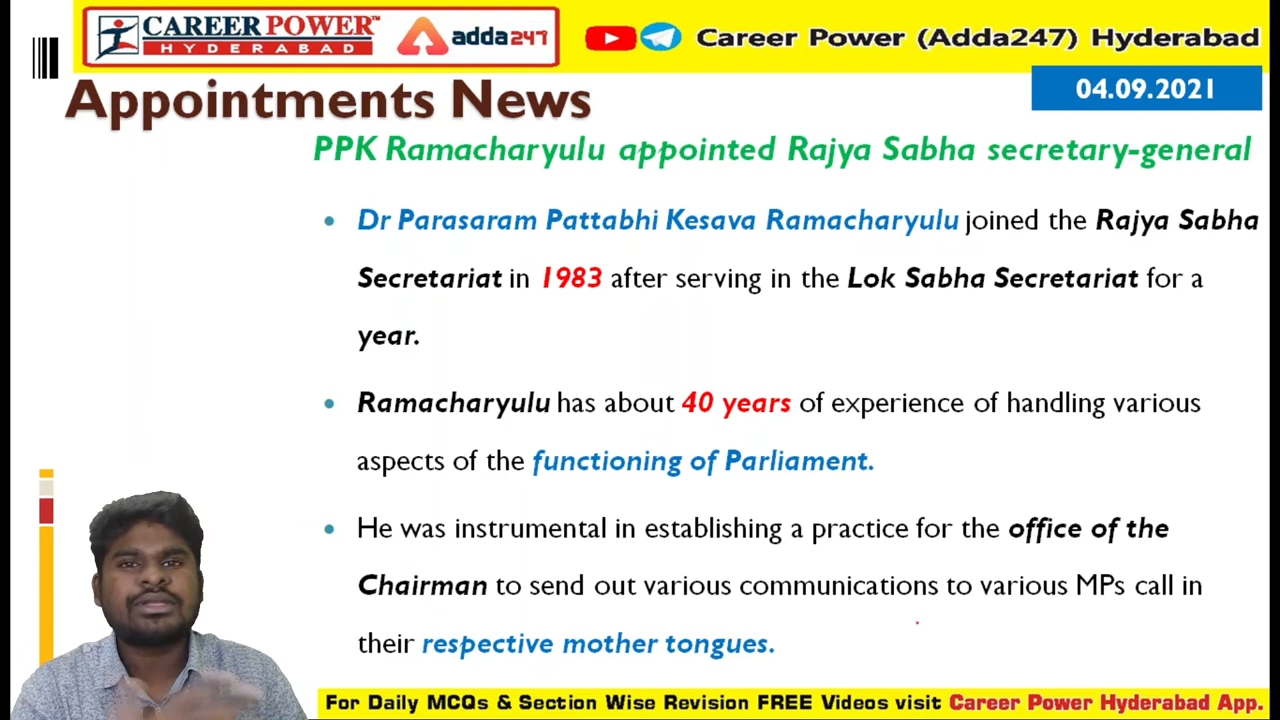 CAREER POWER™
HYDERABAD
adda247
Career Power (Adda247) Hyderabad
Appointments News
04.09.2021
PPK Ramacharyulu appointed Rajya Sabha secretary-general
• Dr Parasaram Pattabhi Kesava Ramacharyulu joined the Rajya Sabha
Secretariat in 1983 after serving in the Lok Sabha Secretariat for a
year.
• Ramacharyulu has about 40 years of experience of handling various
aspects of the functioning of Parliament.
• He was instrumental in establishing a practice for the office of the
Chairman to send out various communications to various MPs call in
their respective mother tongues.
For Daily MCQs & Section Wise Revision FREE Videos visit Career Power Hyderabad App.